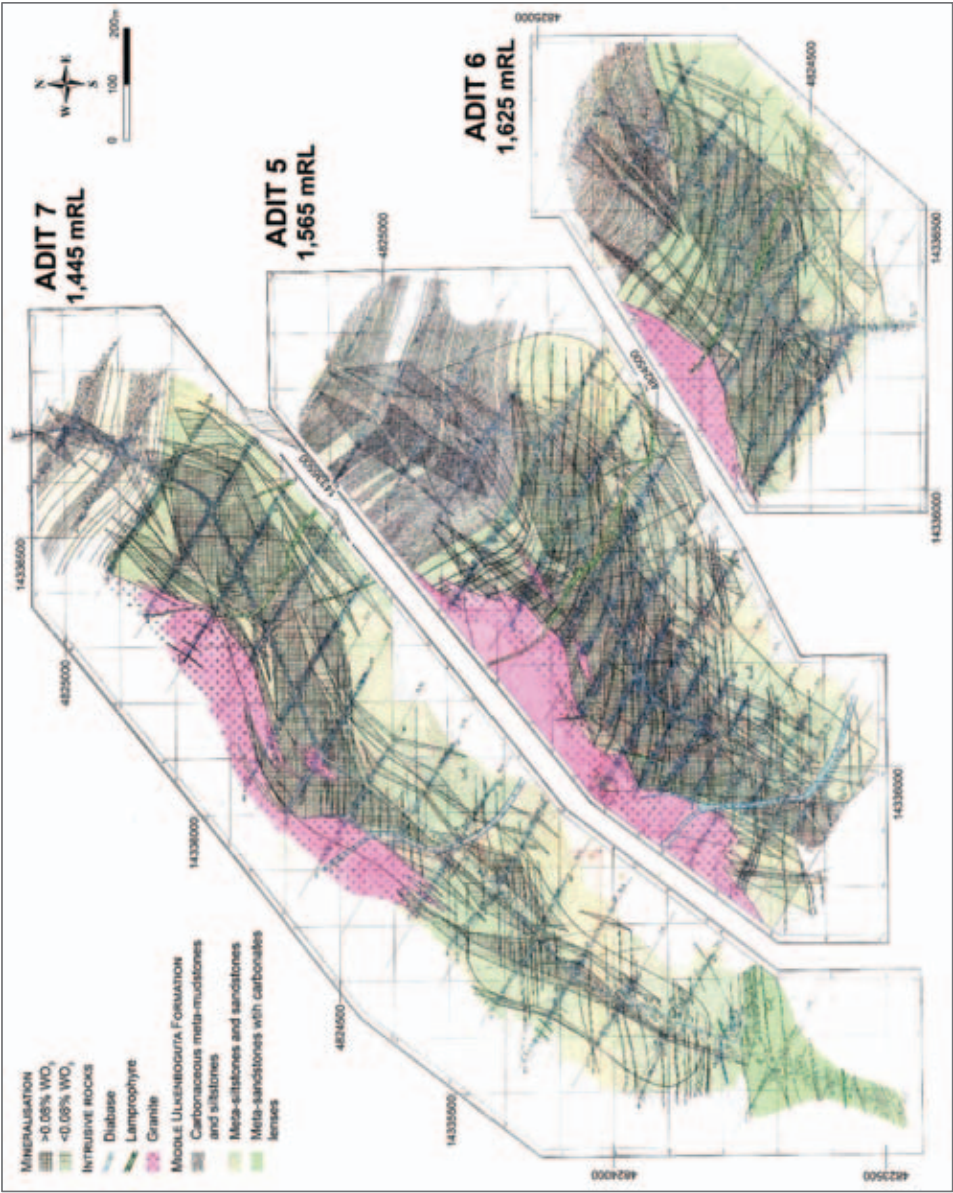 MINERALISATION
>0.08% WO₃
<0.08% WO₃
INTRUSIVE ROCKS
Diabase
Lamprophyre
Granite
MIDDLE ULKENBOGUTA FORMATION
Carbonaceous meta-mudstones
and siltstones
Meta-siltstones and sandstones
Meta-sandstones with carbonates
lenses
ADIT 7
1,445 mRL
ADIT 5
1,565 mRL
ADIT 6
1,625 mRL
N
W
E
S
0
100
200m
14336500
4825000
14336000
4824500
14335500
4824000
4823500
4825000
14336500
4824500
14336000
4825000
4824500
14336500
14336000